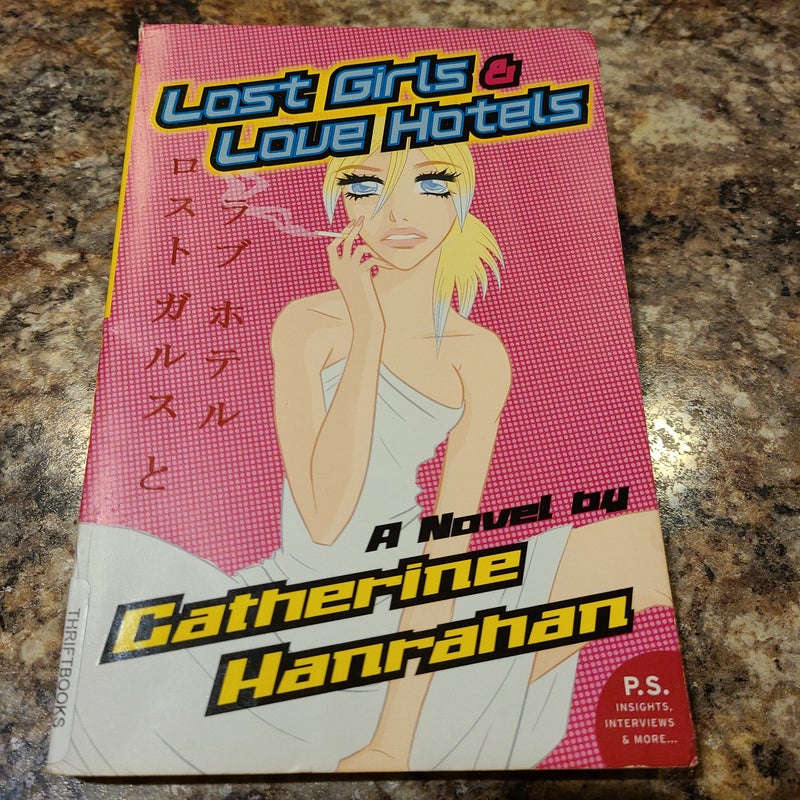 Lost Girls &
Love Hotels
ロストガルスと
ラブホテル
A Novel by
Catherine
Hanrahan
P.S.
INSIGHTS,
INTERVIEWS
& MORE...
THRIFTBOOKS